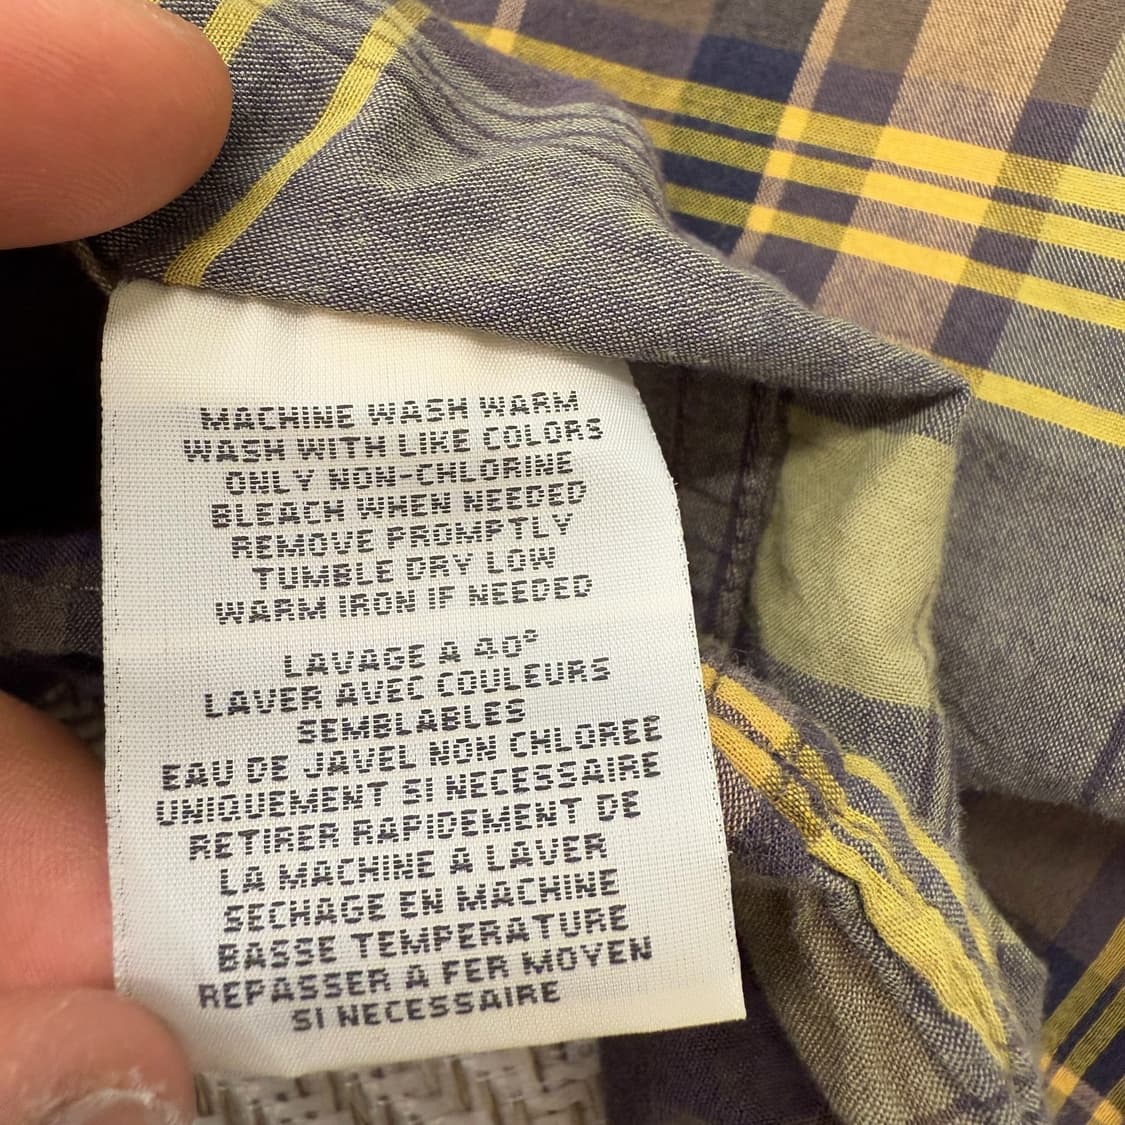 MACHINE WASH WARM
WASH WITH LIKE COLORS
ONLY NON-CHLORINE
BLEACH WHEN NEEDED
REMOVE PROMPTLY
TUMBLE DRY LOW
WARM IRON IF NEEDED
LAVAGE A 40°
LAVER AVEC COULEURS
SEMBLABLES
EAU DE JAVEL NON CHLOREE
UNIQUEMENT SI NECESSAIRE
RETIRER RAPIDEMENT DE
LA MACHINE A LAVER
SECHAGE EN MACHINE
BASSE TEMPERATURE
REPASSER A FER MOYEN
SI NECESSAIRE